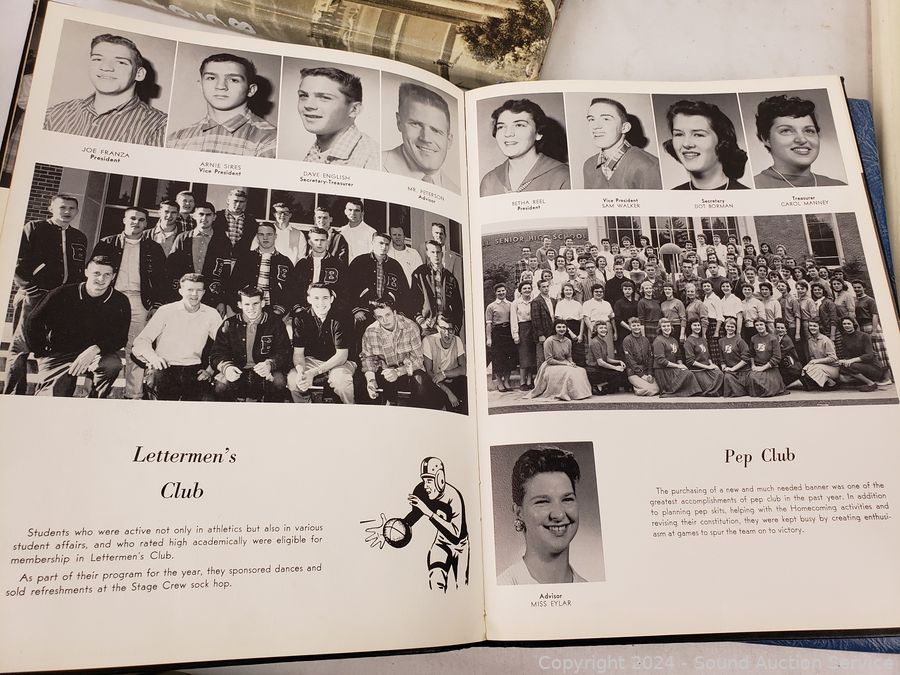 JOE FRANZA
President
ARNIE SIRES
Vice President
DAVE ENGLISH
Secretary-Treasurer
MR. PETERSON
Advisor
Lettermen's
Club
Students who were active not only in athletics but also in various
student affairs, and who rated high academically were eligible for
membership in Lettermen's Club.
As part of their program for the year, they sponsored dances and
sold refreshments at the Stage Crew sock hop.
BETHA REEL
President
Vice President
SAM WALKER
Secretary
DOT BORMAN
Treasurer
CAROL MANNEY
SENIOR HIGH SCHOOL
Advisor
MISS EYLAR
Pep Club
The purchasing of a new and much needed banner was one of the
greatest accomplishments of pep club in the past year. In addition
to planning pep skits, helping with the Homecoming activities and
revising their constitution, they were kept busy by creating enthusi-
asm at games to spur the team on to victory.
Copyright 2024 - Sound Auction Service